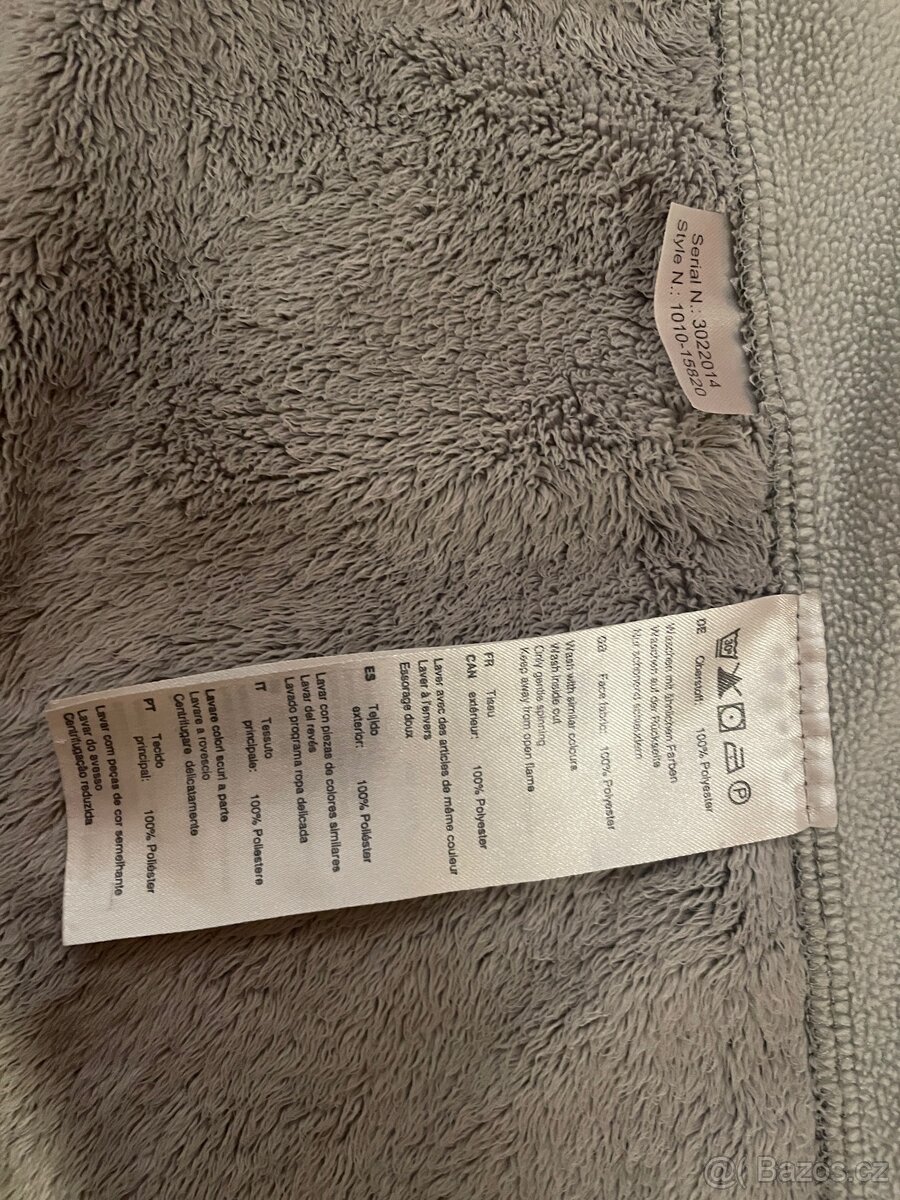 Serial N.: 3022014
Style N.: 1010-15820
30
P
DE Oberstoff: 100% Polyester
Waschen mit ähnlichen Farben
Waschen auf der Rückseite
Nur schonend schleudern
Face fabric: 100% Polyester
Wash with similar colours
Wash inside out
Only gentle spinning
Keep away from open flame
FR Tissu
CAN extérieur: 100% Polyester
Laver avec des articles de même couleur
Laver à l'envers
Essorage doux
ES Tejido
exterior: 100% Poliéster
Lavar con piezas de colores similares
Lavar del revés
Lavado programa ropa delicada
IT Tessuto
principale: 100% Poliestere
Lavare colori scuri a parte
Lavare a rovescio
Centrifugare delicatamente
PT Tecido
principal: 100% Poliéster
Lavar com peças de cor semelhante
Lavar do avesso
Centrifugação reduzida
@ Bazoš.cz